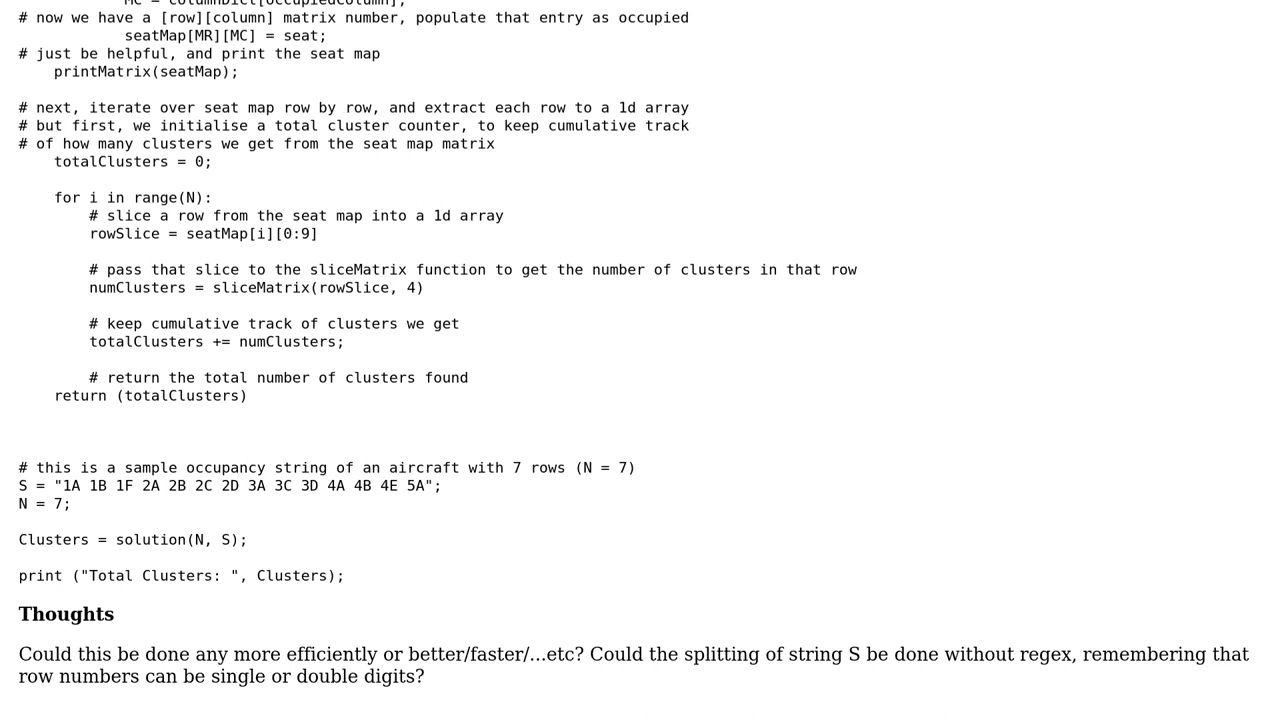 MC = columnDict[occupiedColumn];
# now we have a [row][column] matrix number, populate that entry as occupied
seatMap[MR][MC] = seat;
# just be helpful, and print the seat map
printMatrix(seatMap);
# next, iterate over seat map row by row, and extract each row to a 1d array
# but first, we initialise a total cluster counter, to keep cumulative track
# of how many clusters we get from the seat map matrix
totalClusters = 0;
for i in range(N):
# slice a row from the seat map into a 1d array
rowSlice = seatMap[i][0:9]
# pass that slice to the sliceMatrix function to get the number of clusters in that row
numClusters = sliceMatrix(rowSlice, 4)
# keep cumulative track of clusters we get
totalClusters += numClusters;
# return the total number of clusters found
return (totalClusters)
# this is a sample occupancy string of an aircraft with 7 rows (N = 7)
S = "1A 1B 1F 2A 2B 2C 2D 3A 3C 3D 4A 4B 4E 5A";
N = 7;
Clusters = solution(N, S);
print ("Total Clusters: ", Clusters);
Thoughts
Could this be done any more efficiently or better/faster/...etc? Could the splitting of string S be done without regex, remembering that
row numbers can be single or double digits?